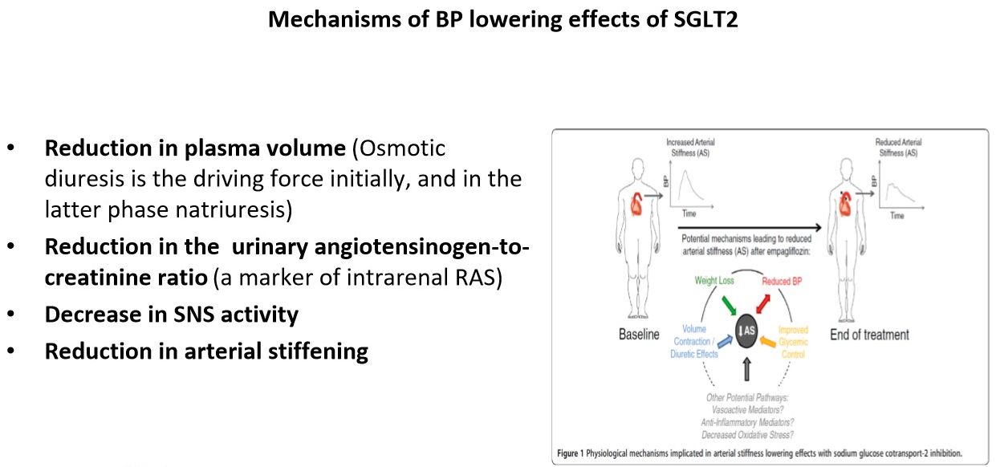 Mechanisms of BP lowering effects of SGLT2
• Reduction in plasma volume (Osmotic
diuresis is the driving force initially, and in the
latter phase natriuresis)
• Reduction in the  urinary angiotensinogen-to-
creatinine ratio (a marker of intrarenal RAS)
• Decrease in SNS activity
• Reduction in arterial stiffening
Increased Arterial
Stiffness (AS)
BP
Time
Reduced Arterial
Stiffness (AS)
BP
Time
Potential mechanisms leading to reduced
arterial stiffness (AS) after empagliflozin:
Weight Loss
Reduced BP
Baseline
Volume
Contraction /
Diuretic Effects
↓AS
Improved
Glycemic
Control
End of treatment
Other Potential Pathways:
Vasoactive Mediators?
Anti-Inflammatory Mediators?
Decreased Oxidative Stress?
Figure 1 Physiological mechanisms implicated in arterial stiffness lowering effects with sodium glucose cotransport-2 inhibition.